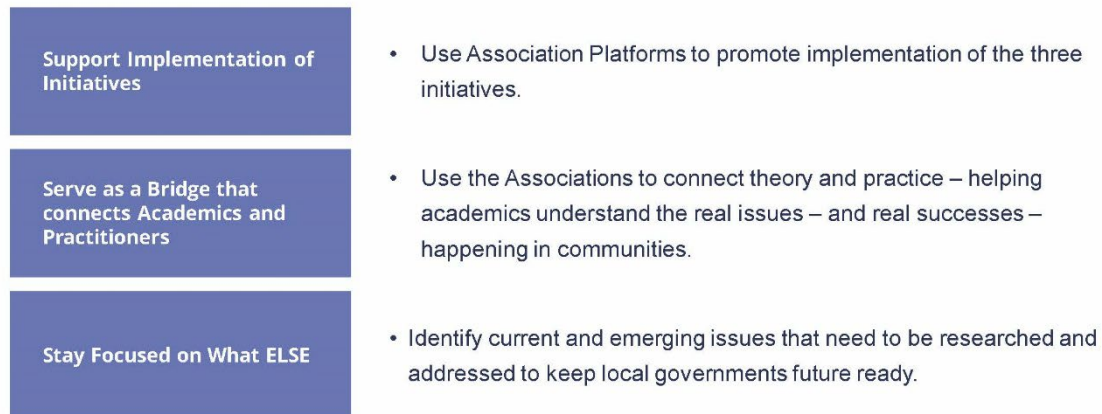 Support Implementation of
Initiatives
• Use Association Platforms to promote implementation of the three
initiatives.
Serve as a Bridge that
connects Academics and
Practitioners
• Use the Associations to connect theory and practice – helping
academics understand the real issues – and real successes –
happening in communities.
Stay Focused on What ELSE
• Identify current and emerging issues that need to be researched and
addressed to keep local governments future ready.